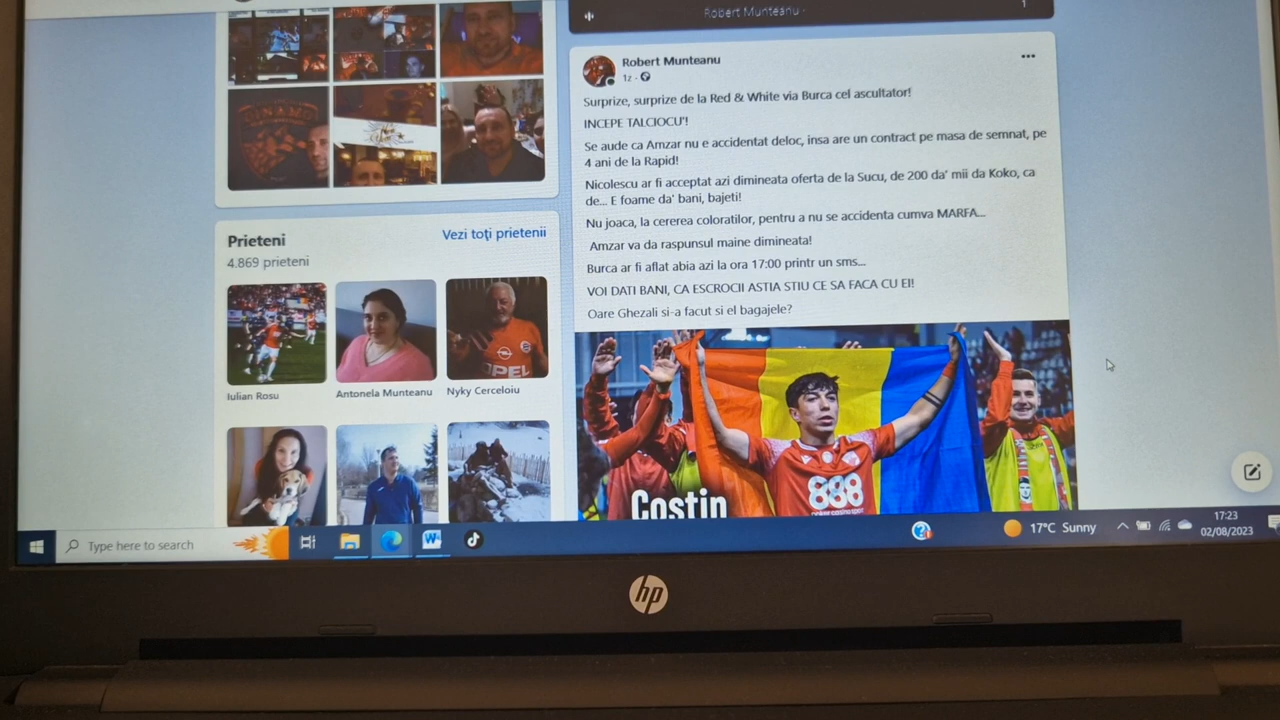 DINAMO
Prieteni
Vezi toţi prietenii
4.869 prieteni
Iulian Rosu
Antonela Munteanu
Nyky Cerceloiu
OPEL
Robert Munteanu ·
1
Robert Munteanu
1z ·
Surprize, surprize de la Red & White via Burca cel ascultator!
INCEPE TALCIOCU'!
Se aude ca Amzar nu e accidentat deloc, insa are un contract pe masa de semnat, pe
4 ani de la Rapid!
Nicolescu ar fi acceptat azi dimineata oferta de la Sucu, de 200 da' mii da Koko, ca
de... E foame da' bani, bajeti!
Nu joaca, la cererea coloratilor, pentru a nu se accidenta cumva MARFA...
Amzar va da raspunsul maine dimineata!
Burca ar fi aflat abia azi la ora 17:00 printr un sms...
VOI DATI BANI, CA ESCROCII ASTIA STIU CE SA FACA CU EI!
Oare Ghezali si-a facut si el bagajele?
888
Costin
Type here to search
17°C Sunny
17:23
02/08/2023
hp